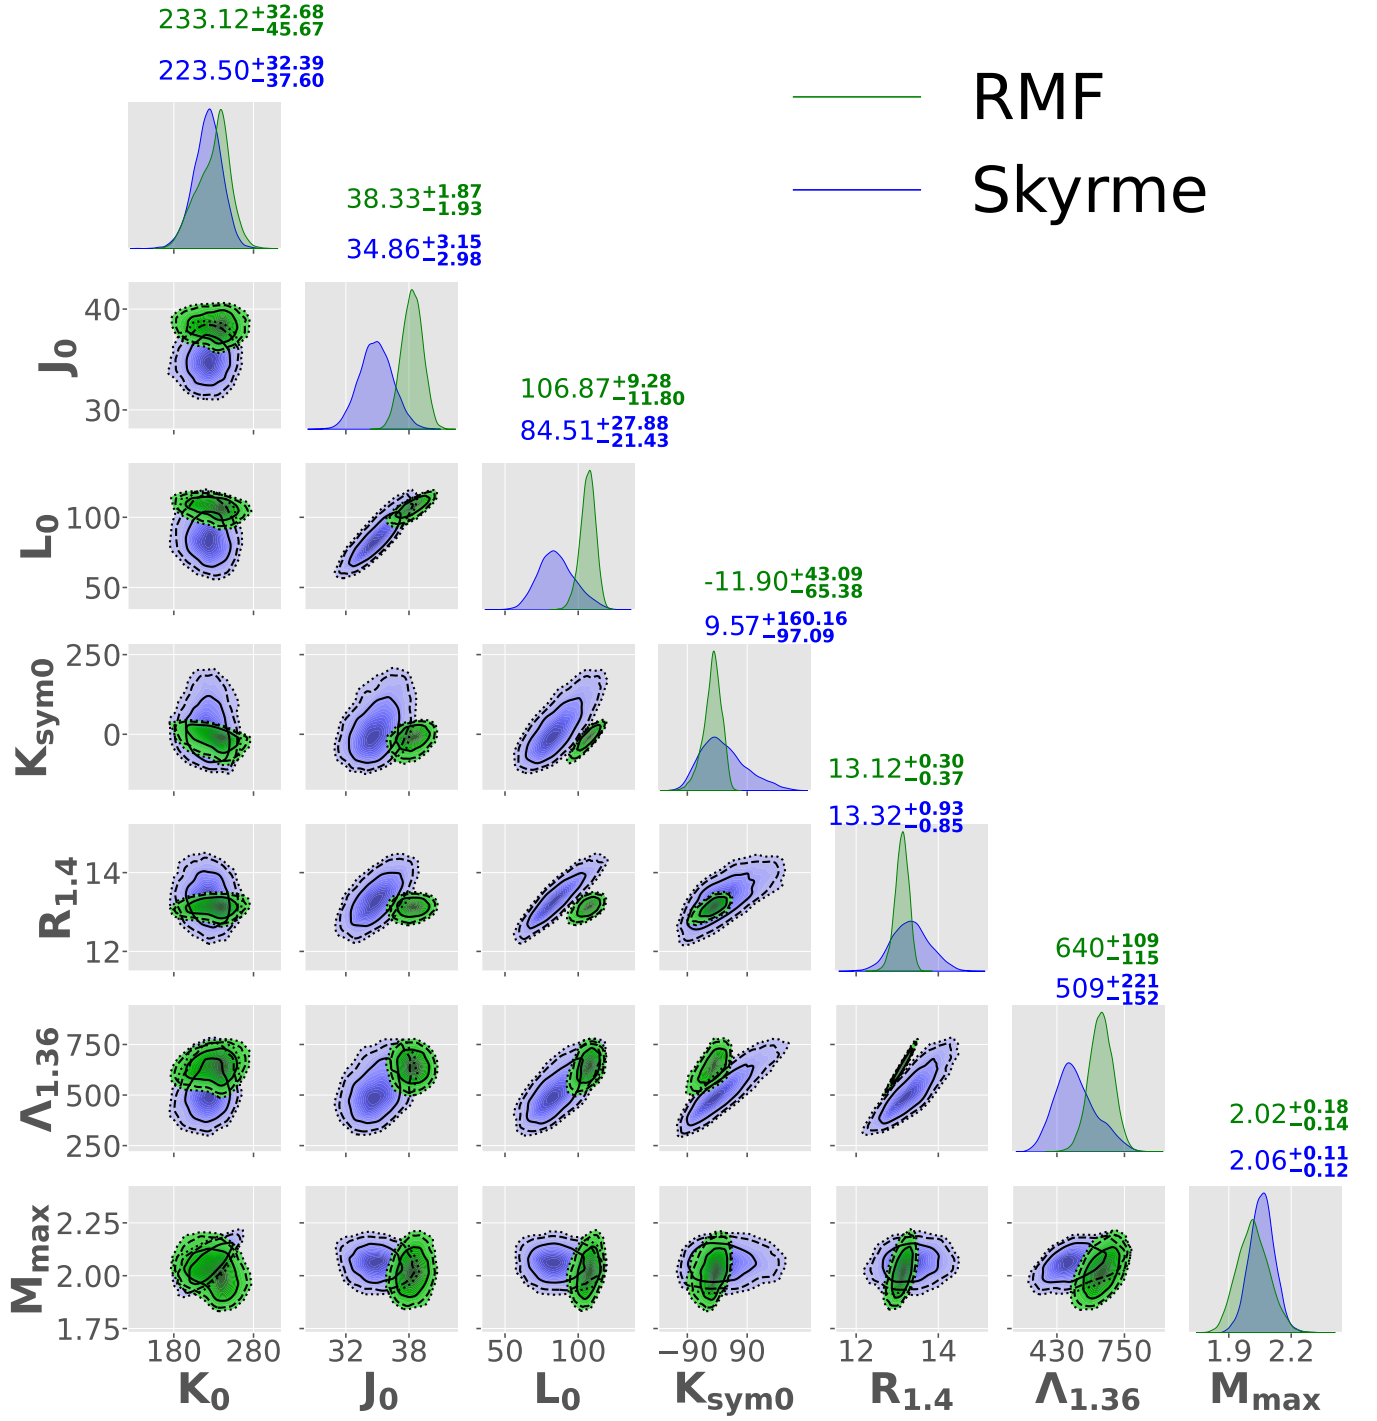 233.12+32.68−45.67
223.50+32.39−37.60
RMF
Skyrme
38.33+1.87−1.93
34.86+3.15−2.98
106.87+9.28−11.80
84.51+27.88−21.43
-11.90+43.09−65.38
9.57+160.16−97.09
13.12+0.30−0.37
13.32+0.93−0.85
640+109−115
509+221−152
2.02+0.18−0.14
2.06+0.11−0.12
J0
40
30
L0
100
50
Ksym0
250
0
R1.4
14
12
Λ1.36
750
500
250
Mmax
2.25
2.00
1.75
180 280 32 38 50 100 −90 90 12 14 430 750 1.9 2.2
K0 J0 L0 Ksym0 R1.4 Λ1.36 Mmax